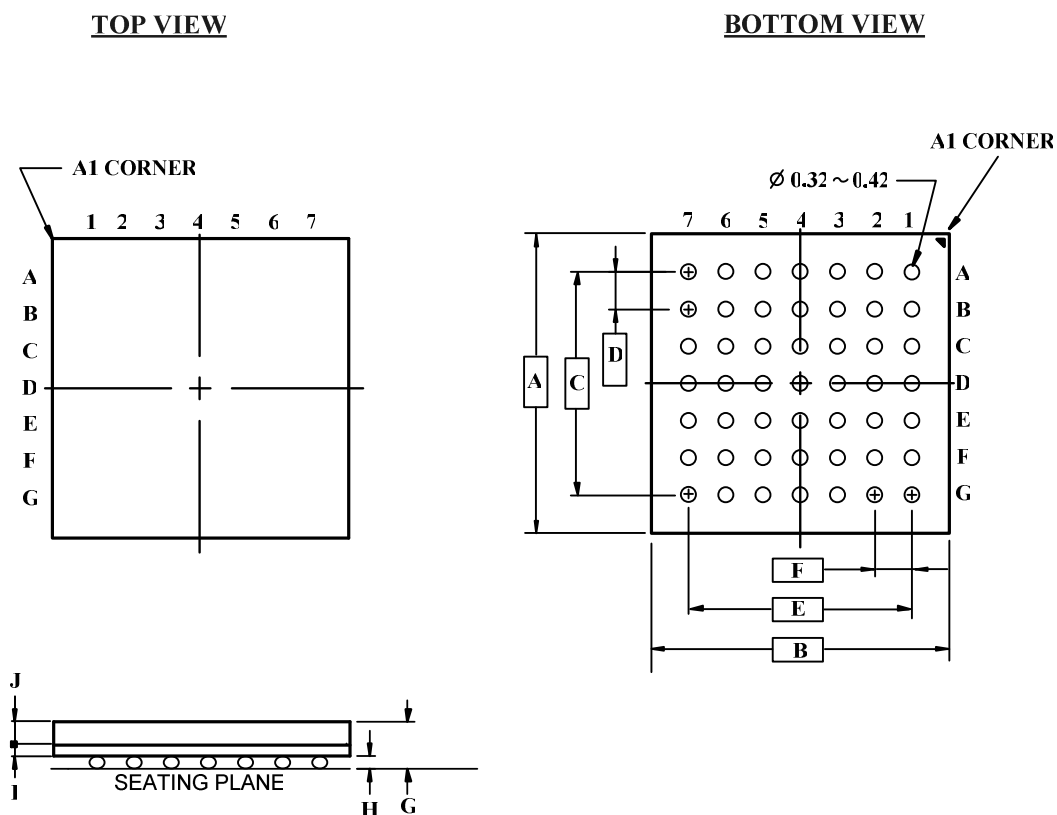 TOP VIEW
BOTTOM VIEW
A1 CORNER
A1 CORNER
Ø 0.32~0.42
1 2 3 4 5 6 7
7 6 5 4 3 2 1
A
B
C
D
E
F
G
A
B
C
D
E
F
G
D
A
C
F
E
B
J
I
SEATING PLANE
H
G